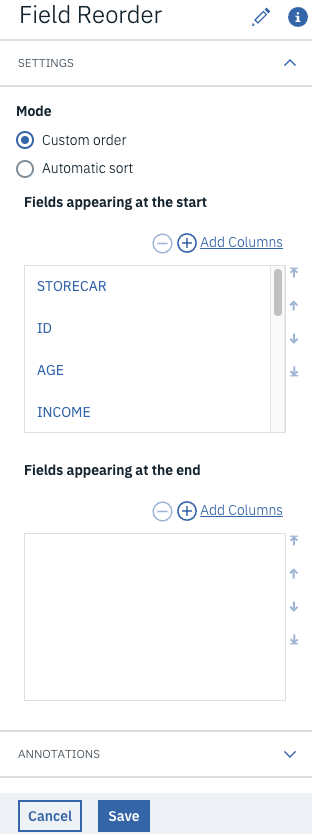 Field Reorder
SETTINGS
Mode
Custom order
Automatic sort
Fields appearing at the start
Add Columns
STORECAR
ID
AGE
INCOME
Fields appearing at the end
Add Columns
ANNOTATIONS
Cancel Save